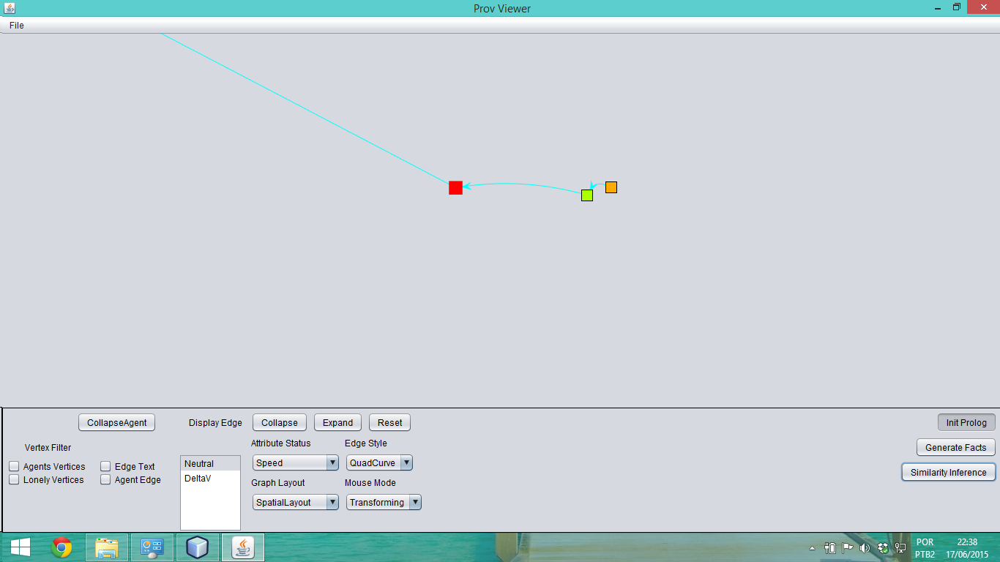 Prov Viewer
File
CollapseAgent
Display Edge
Collapse
Expand
Reset
Init Prolog
Vertex Filter
Attribute Status
Edge Style
Generate Facts
Agents Vertices
Edge Text
Neutral
Speed
QuadCurve
Similarity Inference
Lonely Vertices
Agent Edge
DeltaV
Graph Layout
Mouse Mode
SpatialLayout
Transforming
POR
22:38
PTB2
17/06/2015